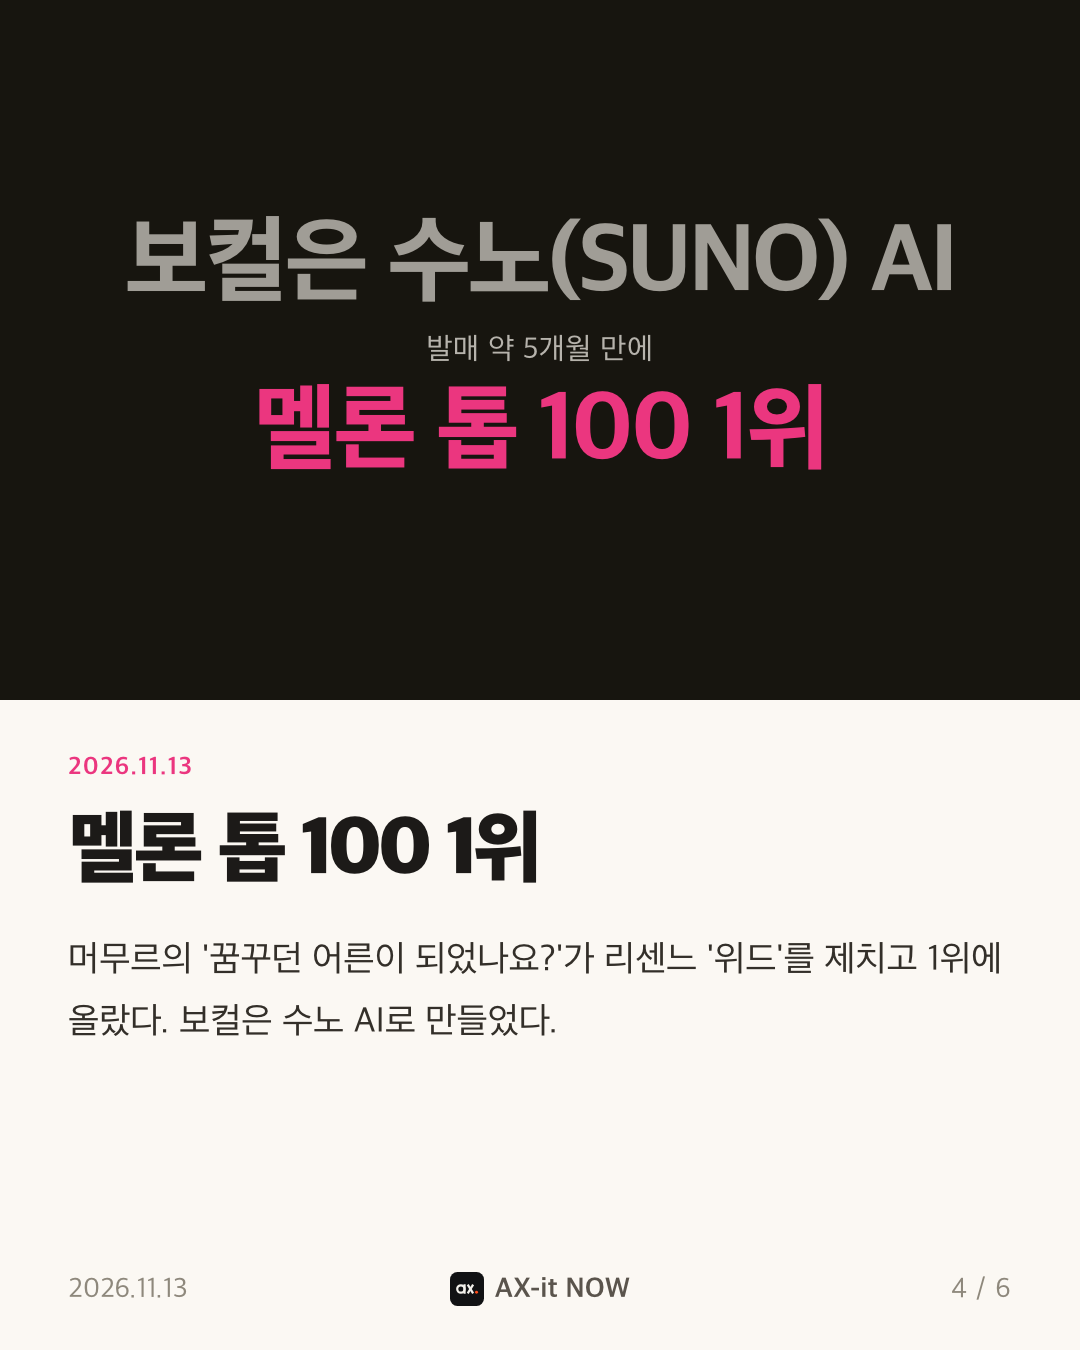 보컬은 수노(SUNO) AI
발매 약 5개월 만에
멜론 톱 100 1위
2026.11.13
멜론 톱 100 1위
머무르의 '꿈꾸던 어른이 되었나요?'가 리센느 '위드'를 제치고 1위에
올랐다. 보컬은 수노 AI로 만들었다.
2026.11.13
ax. AX-it NOW
4 / 6